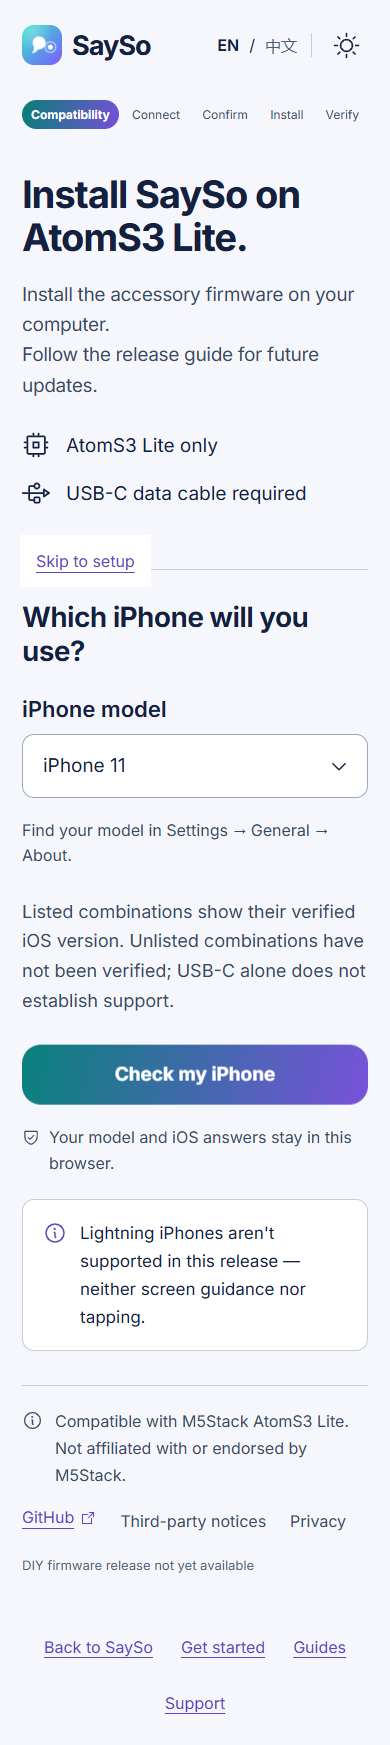 SaySo
EN / 中文
Compatibility Connect Confirm Install Verify
Install SaySo on
AtomS3 Lite.
Install the accessory firmware on your
computer.
Follow the release guide for future
updates.
AtomS3 Lite only
USB-C data cable required
Skip to setup
Which iPhone will you
use?
iPhone model
iPhone 11
Find your model in Settings → General →
About.
Listed combinations show their verified
iOS version. Unlisted combinations have
not been verified; USB-C alone does not
establish support.
Check my iPhone
Your model and iOS answers stay in this
browser.
Lightning iPhones aren't
supported in this release —
neither screen guidance nor
tapping.
Compatible with M5Stack AtomS3 Lite.
Not affiliated with or endorsed by
M5Stack.
GitHub Third-party notices Privacy
DIY firmware release not yet available
Back to SaySo Get started Guides
Support